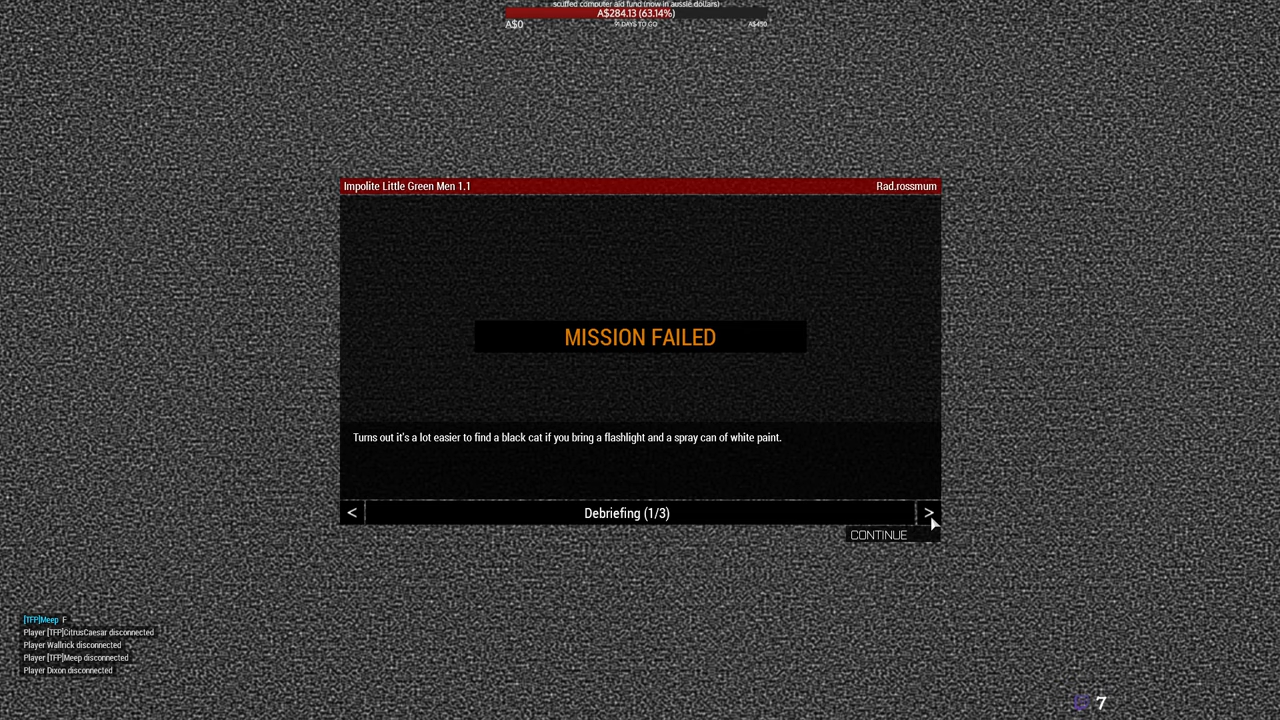 scuffed computer aid fund (now in aussie dollars)
A$284.13 (63.14%)
A$0
DAYS TO GO
A$450
Impolite Little Green Men 1.1
Rad.rossmum
MISSION FAILED
Turns out it's a lot easier to find a black cat if you bring a flashlight and a spray can of white paint.
<
Debriefing (1/3)
>
CONTINUE
[TFP]Meep F
Player [TFP]CitrusCaesar disconnected
Player Wallrick disconnected
Player [TFP]Meep disconnected
Player Dixon disconnected
7